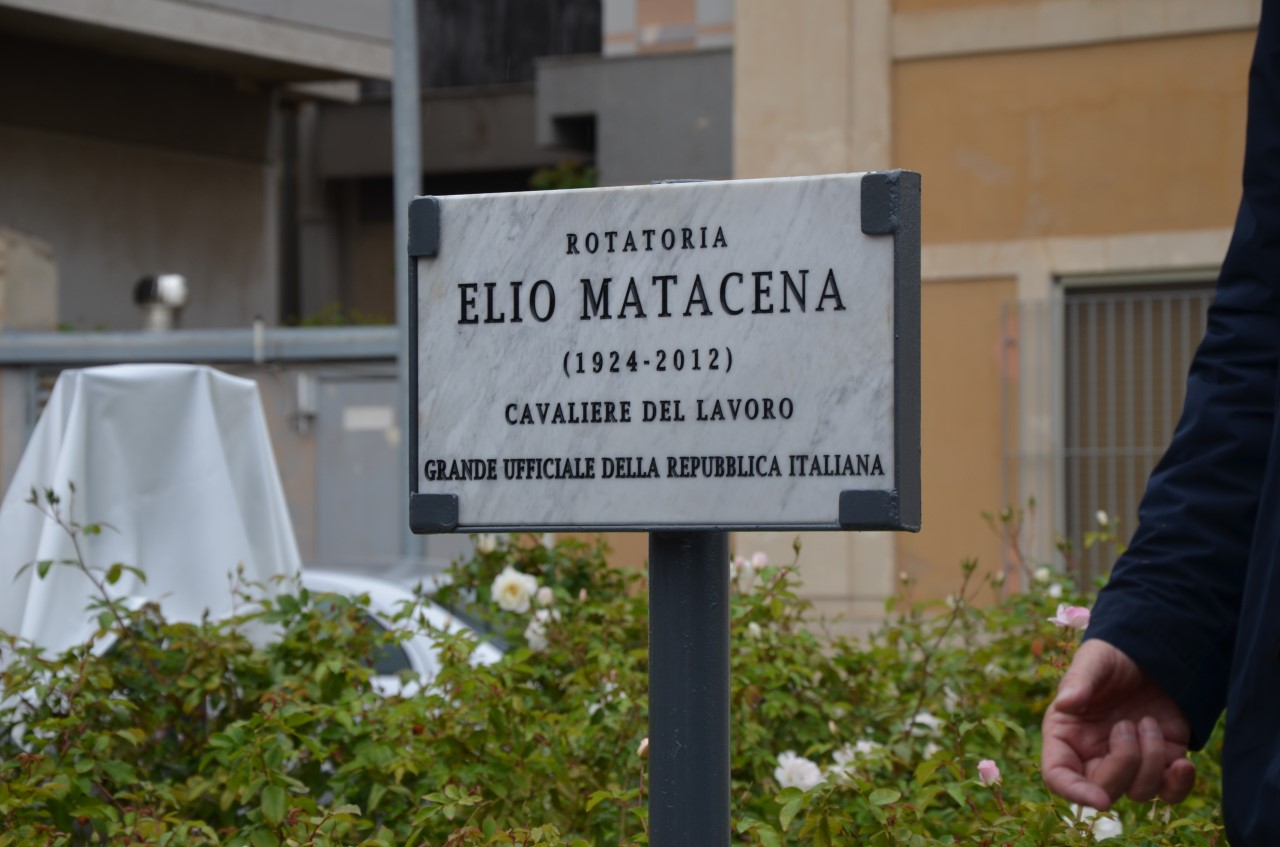 ROTATORIA
ELIO MATACENA
(1924-2012)
CAVALIERE DEL LAVORO
GRANDE UFFICIALE DELLA REPUBBLICA ITALIANA